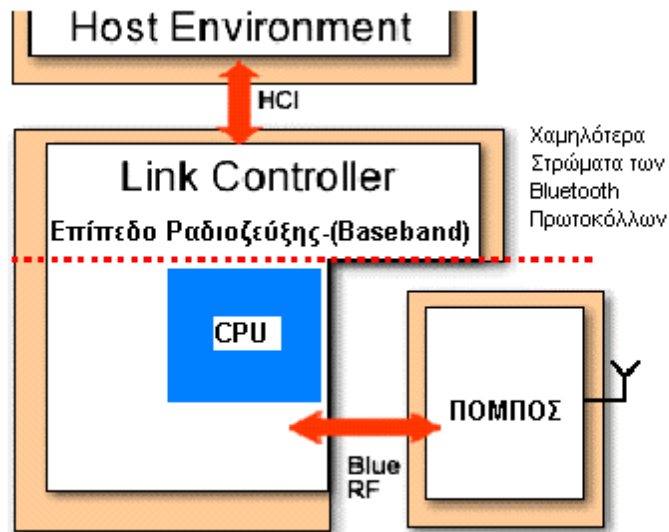 Host Environment
HCI
Χαμηλότερα
Στρώματα των
Bluetooth
Πρωτοκόλλων
Link Controller
Επίπεδο Ραδιοζεύξης-(Baseband)
CPU
ΠΟΜΠΟΣ
Blue
RF